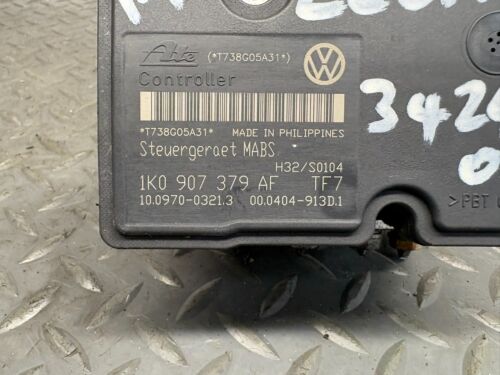 Ate (*T738G05A31*)
Controller
*T738G05A31* MADE IN PHILIPPINES
Steuergeraet MABS
H32/S0104
1K0 907 379 AF TF7
10.0970-0321.3 00.0404-913D.1
342
>PBT